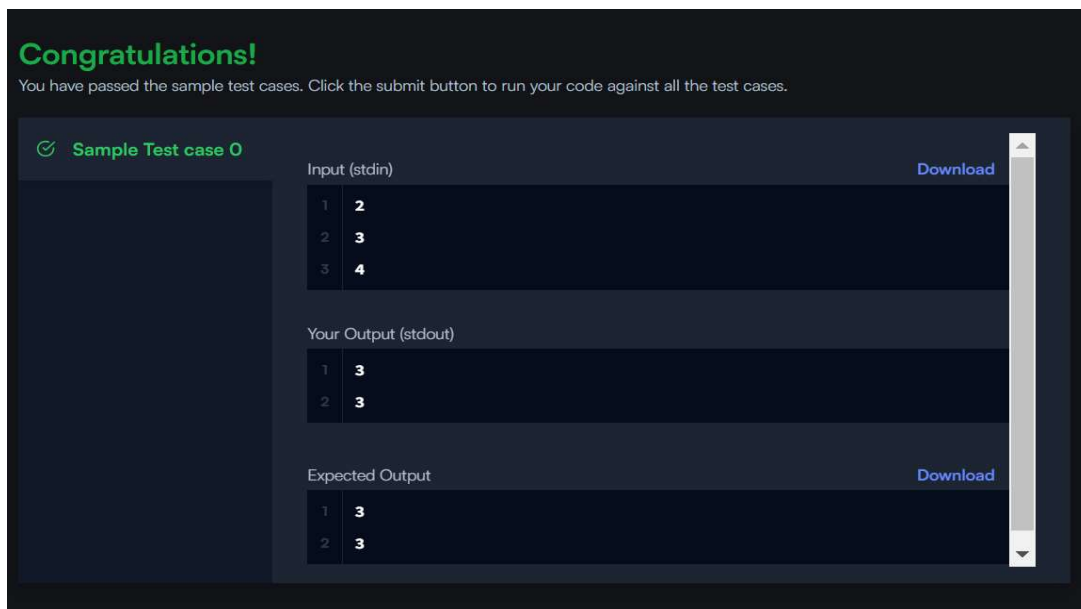 Congratulations!
You have passed the sample test cases. Click the submit button to run your code against all the test cases.
Sample Test case 0
Input (stdin) Download
1 2
2 3
3 4
Your Output (stdout)
1 3
2 3
Expected Output Download
1 3
2 3